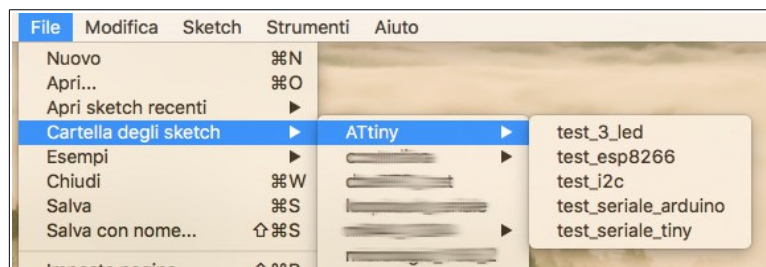 File Modifica Sketch Strumenti Aiuto
Nuovo ⌘N
Apri... ⌘O
Apri sketch recenti ▶
Cartella degli sketch ▶ ATtiny ▶ test_3_led
Esempi ▶ test_esp8266
Chiudi ⌘W test_i2c
Salva ⌘S test_seriale_arduino
Salva con nome... ⇧⌘S test_seriale_tiny